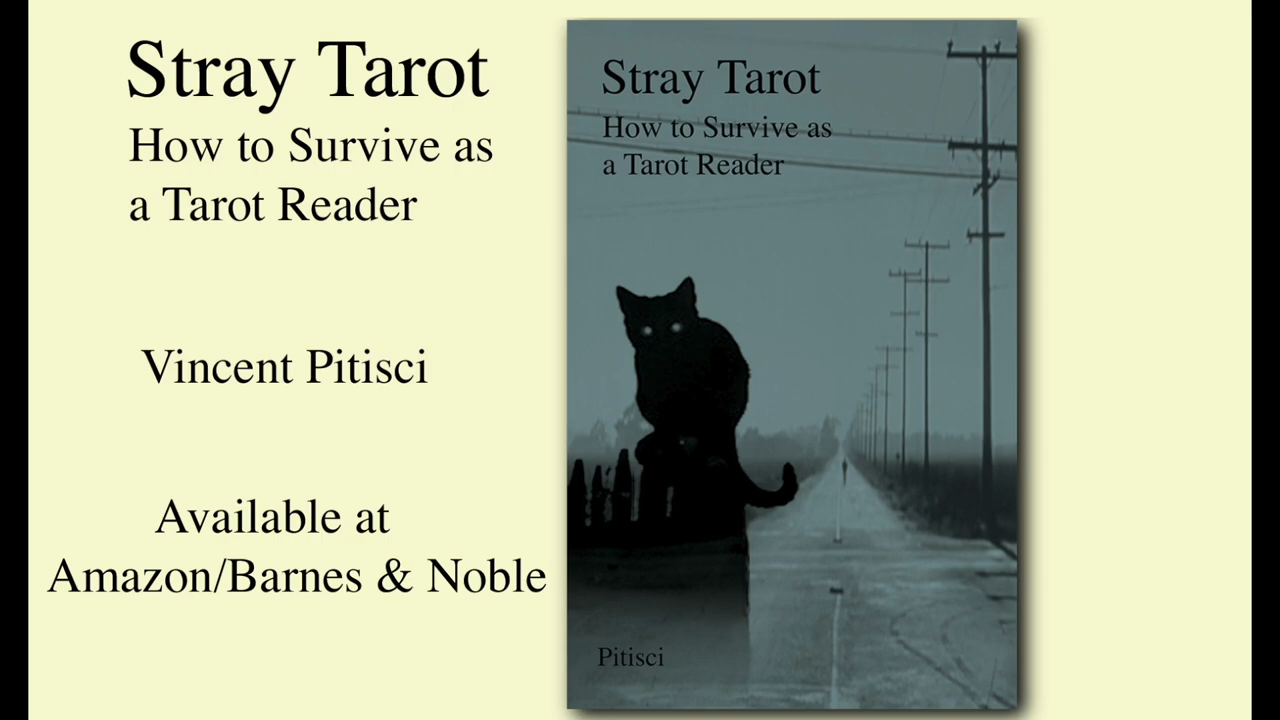 Stray Tarot
How to Survive as
a Tarot Reader
Vincent Pitisci
Available at
Amazon/Barnes & Noble
Stray Tarot
How to Survive as
a Tarot Reader
Pitisci